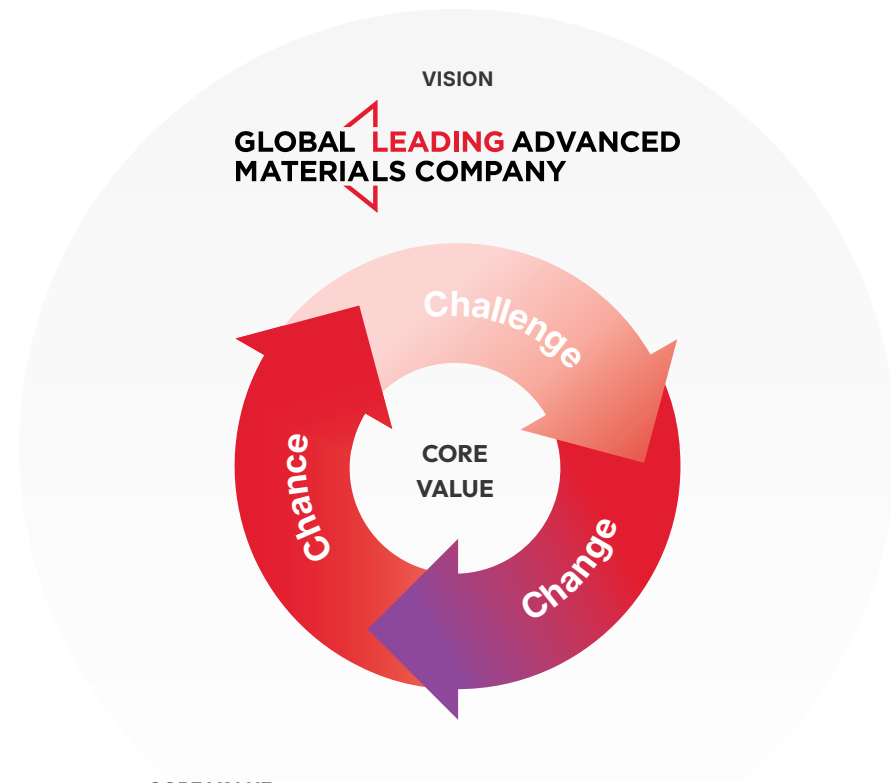 VISION
GLOBAL LEADING ADVANCED
MATERIALS COMPANY
Challenge
CORE
VALUE
Chance
Change